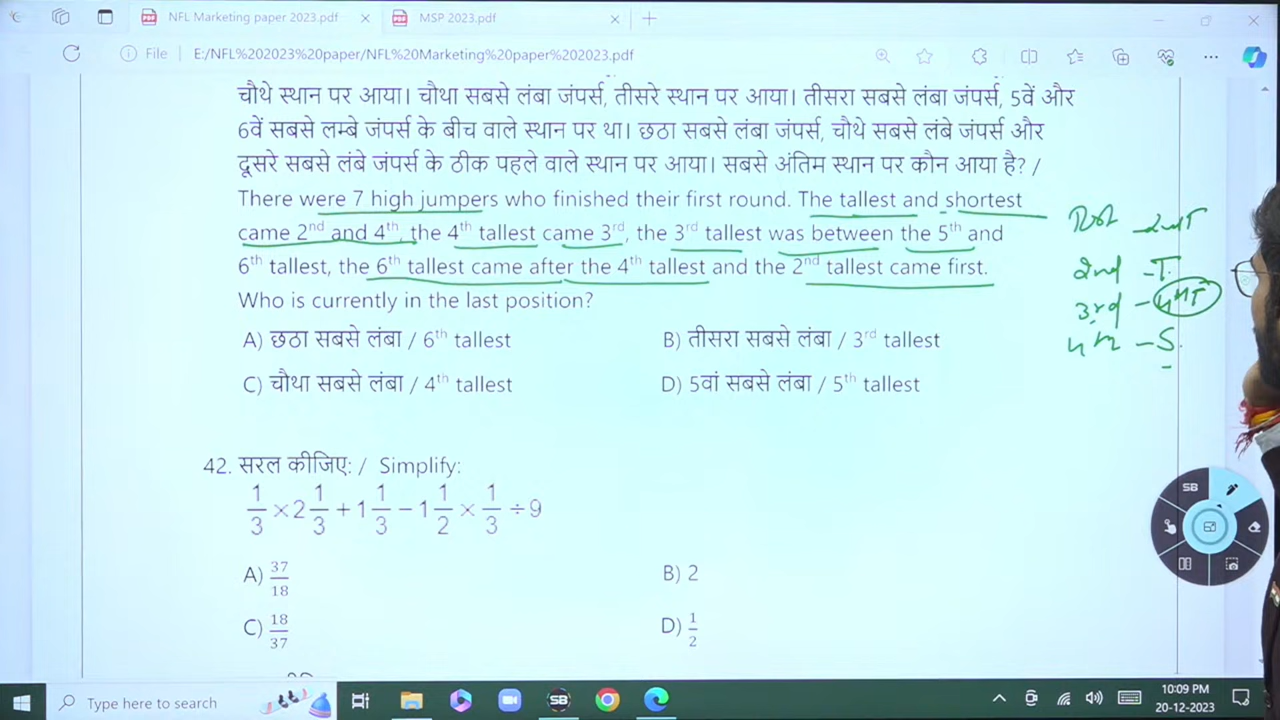 NFL Marketing paper 2023.pdf
MSP 2023.pdf
File E:/NFL%202023%20paper/NFL%20Marketing%20paper%202023.pdf
चौथे स्थान पर आया। चौथा सबसे लंबा जंपर्स, तीसरे स्थान पर आया। तीसरा सबसे लंबा जंपर्स, 5वें और
6वें सबसे लम्बे जंपर्स के बीच वाले स्थान पर था। छठा सबसे लंबा जंपर्स, चौथे सबसे लंबे जंपर्स और
दूसरे सबसे लंबे जंपर्स के ठीक पहले वाले स्थान पर आया। सबसे अंतिम स्थान पर कौन आया है? /
There were 7 high jumpers who finished their first round. The tallest and shortest
came 2nd and 4th, the 4th tallest came 3rd, the 3rd tallest was between the 5th and
6th tallest, the 6th tallest came after the 4th tallest and the 2nd tallest came first.
Who is currently in the last position?
A) छठा सबसे लंबा / 6th tallest
B) तीसरा सबसे लंबा / 3rd tallest
C) चौथा सबसे लंबा / 4th tallest
D) 5वां सबसे लंबा / 5th tallest
2ndT
2nd - T.
3rd - 4thT
4th - S
42. सरल कीजिए: / Simplify:
1/3 × 2 1/3 + 1 1/3 − 1 1/2 × 1/3 ÷ 9
A) 37/18
B) 2
C) 18/37
D) 1/2
SB
Type here to search
SB
10:09 PM
20-12-2023